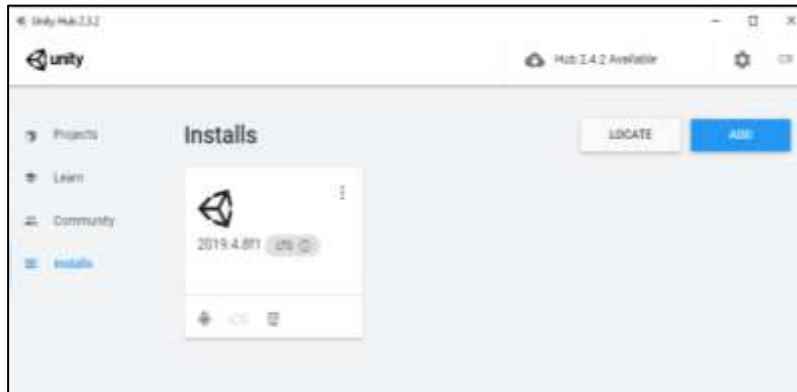 Unity Hub 2.3.2
unity
Hub 2.4.2 Available
Projects
Installs
LOCATE
ADD
Learn
Community
2019.4.8f1 LTS
Installs
iOS